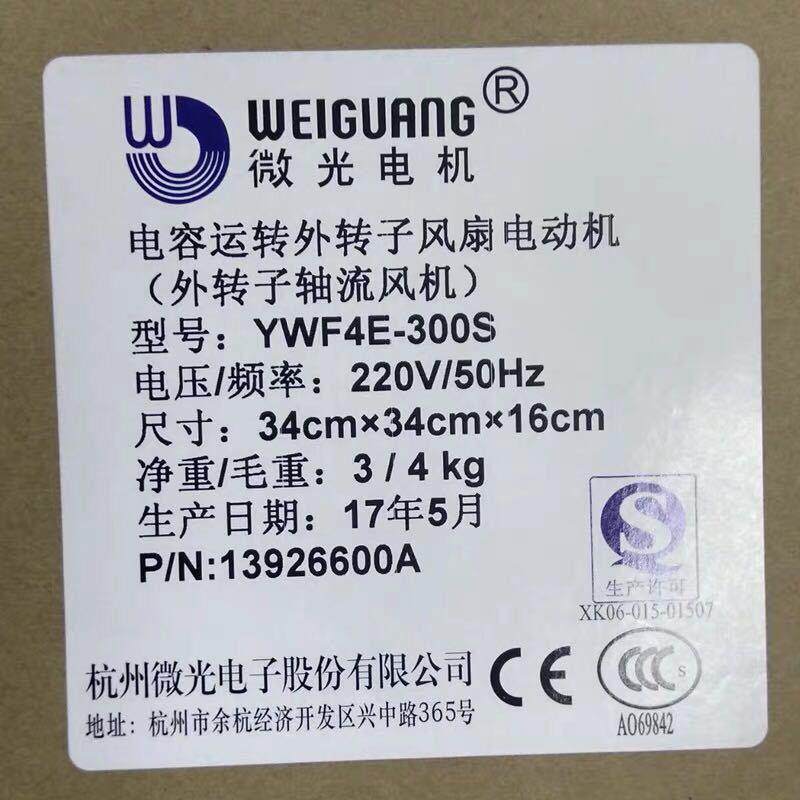 W
WEIGUANG®
微光电机
电容运转外转子风扇电动机
（外转子轴流风机）
型号：YWF4E-300S
电压/频率：220V/50Hz
尺寸：34cm×34cm×16cm
净重/毛重：3 / 4 kg
生产日期：17年5月
P/N:13926600A
S
生产许可
XK06-015-01507
杭州微光电子股份有限公司
地址：杭州市余杭经济开发区兴中路365号
CE
CCC S
A069842